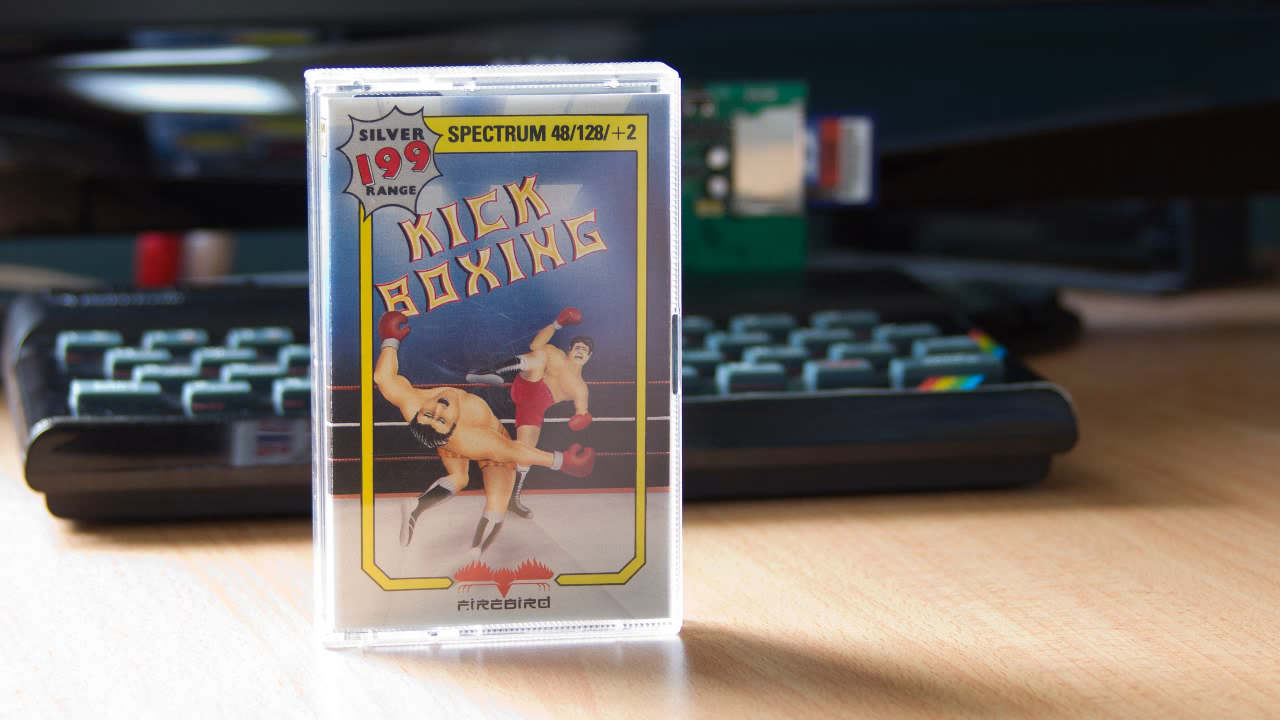 SILVER
199
RANGE
SPECTRUM 48/128/+2
KICK
BOXING
FIREBIRD